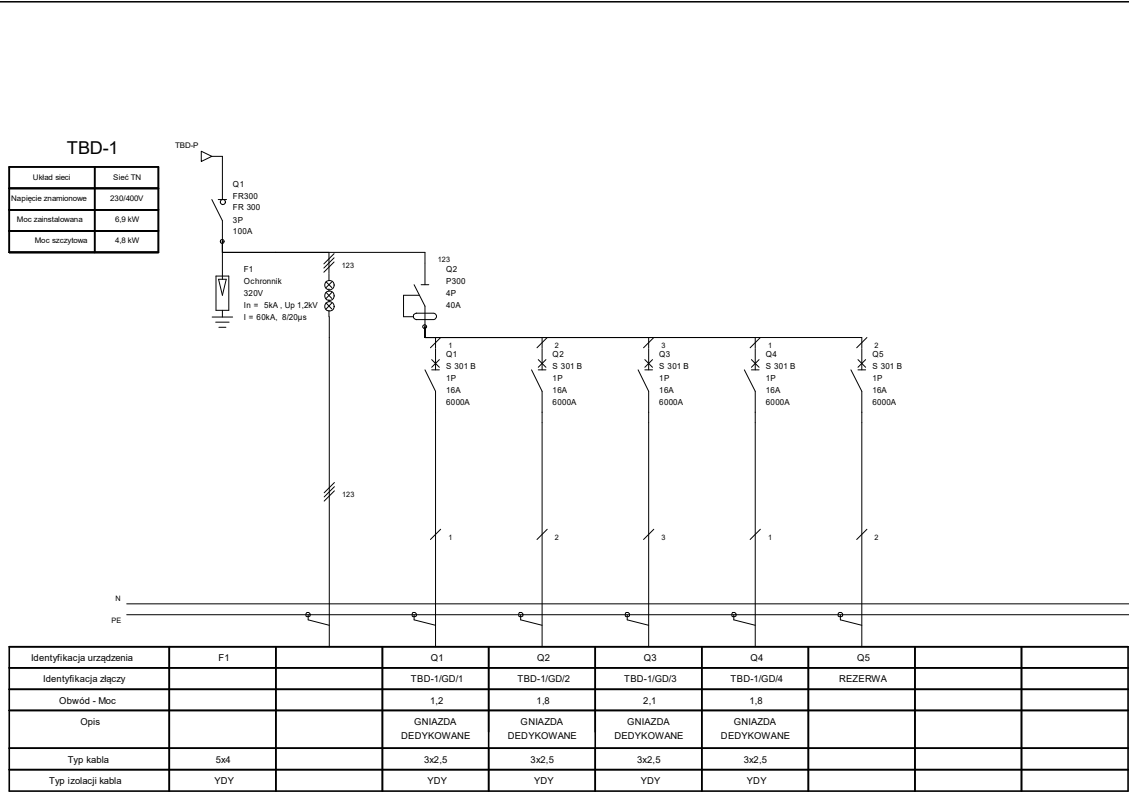 TBD-1
Układ sieci Sieć TN
Napięcie znamionowe 230/400V
Moc zainstalowana 6,9 kW
Moc szczytowa 4,8 kW
TBD-P
Q1
FR300
FR 300
3P
100A
F1
Ochronnik
320V
In = 5kA , Up 1,2kV
I = 60kA, 8/20µs
123
123
123
Q2
P300
4P
40A
1
Q1
S 301 B
1P
16A
6000A
2
Q2
S 301 B
1P
16A
6000A
3
Q3
S 301 B
1P
16A
6000A
1
Q4
S 301 B
1P
16A
6000A
2
Q5
S 301 B
1P
16A
6000A
1
2
3
1
2
N
PE
Identyfikacja urządzenia F1 Q1 Q2 Q3 Q4 Q5
Identyfikacja złączy TBD-1/GD/1 TBD-1/GD/2 TBD-1/GD/3 TBD-1/GD/4 REZERWA
Obwód - Moc 1,2 1,8 2,1 1,8
Opis GNIAZDA GNIAZDA GNIAZDA GNIAZDA
DEDYKOWANE DEDYKOWANE DEDYKOWANE DEDYKOWANE
Typ kabla 5x4 3x2,5 3x2,5 3x2,5 3x2,5
Typ izolacji kabla YDY YDY YDY YDY YDY